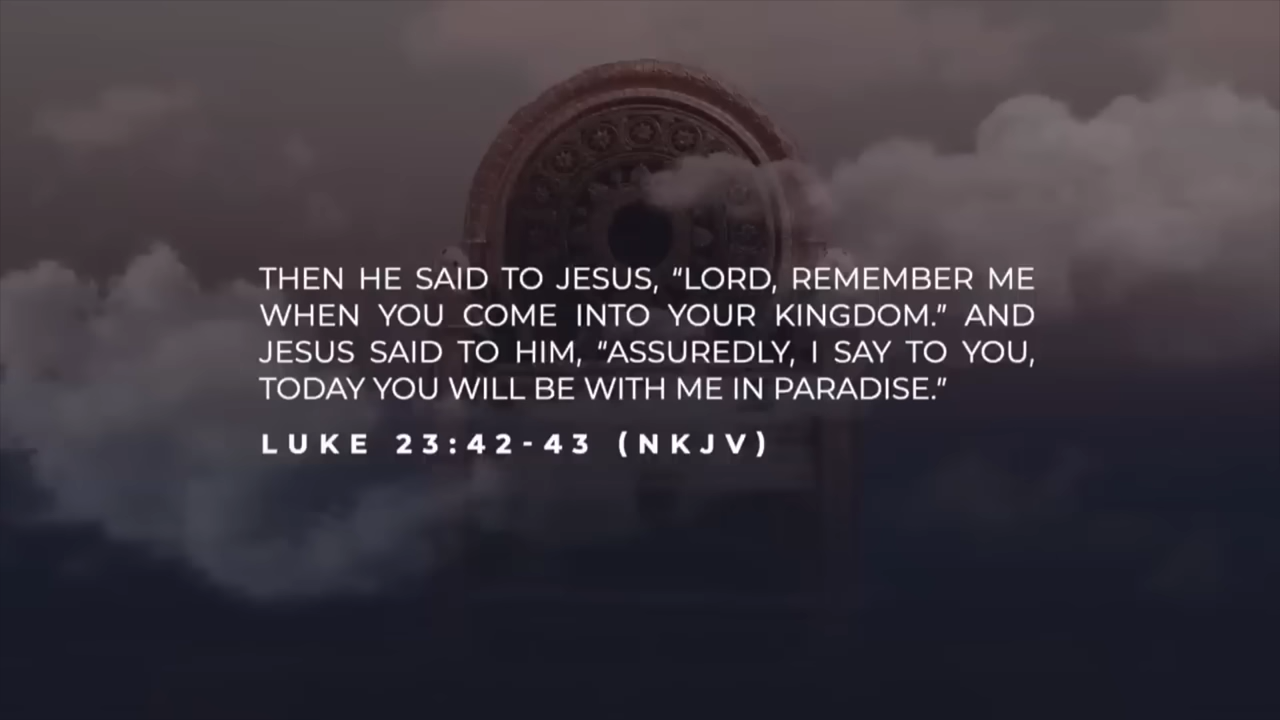 THEN HE SAID TO JESUS, “LORD, REMEMBER ME
WHEN YOU COME INTO YOUR KINGDOM.” AND
JESUS SAID TO HIM, “ASSUREDLY, I SAY TO YOU,
TODAY YOU WILL BE WITH ME IN PARADISE.”
LUKE 23:42-43 (NKJV)